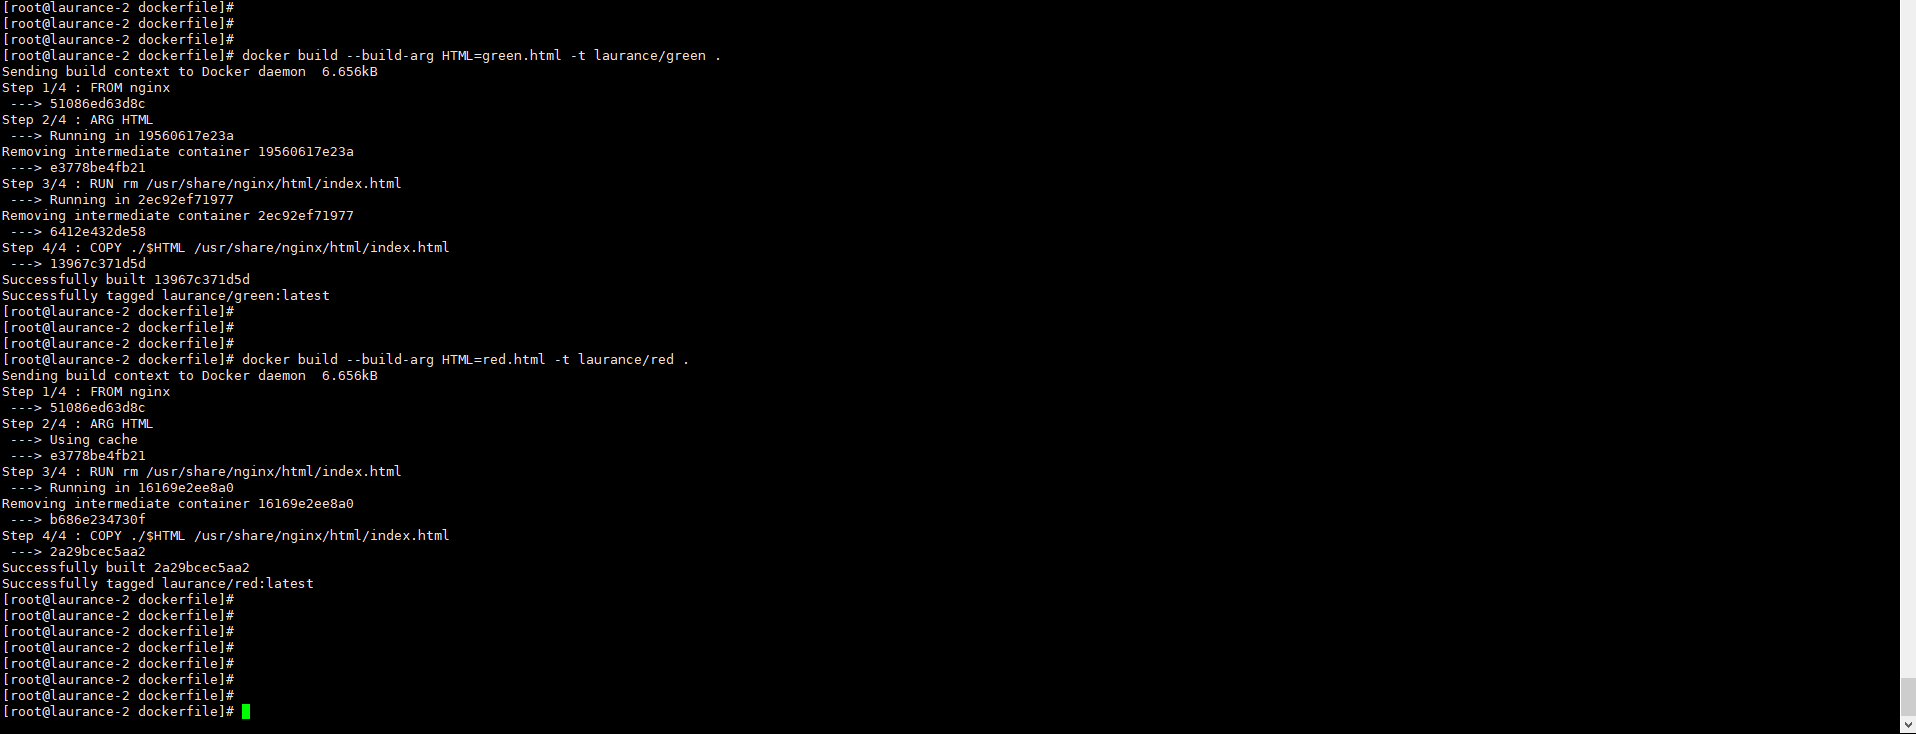 [root@laurance-2 dockerfile]#
[root@laurance-2 dockerfile]#
[root@laurance-2 dockerfile]#
[root@laurance-2 dockerfile]# docker build --build-arg HTML=green.html -t laurance/green .
Sending build context to Docker daemon  6.656kB
Step 1/4 : FROM nginx
 ---> 51086ed63d8c
Step 2/4 : ARG HTML
 ---> Running in 19560617e23a
Removing intermediate container 19560617e23a
 ---> e3778be4fb21
Step 3/4 : RUN rm /usr/share/nginx/html/index.html
 ---> Running in 2ec92ef71977
Removing intermediate container 2ec92ef71977
 ---> 6412e432de58
Step 4/4 : COPY ./$HTML /usr/share/nginx/html/index.html
 ---> 13967c371d5d
Successfully built 13967c371d5d
Successfully tagged laurance/green:latest
[root@laurance-2 dockerfile]#
[root@laurance-2 dockerfile]#
[root@laurance-2 dockerfile]#
[root@laurance-2 dockerfile]# docker build --build-arg HTML=red.html -t laurance/red .
Sending build context to Docker daemon  6.656kB
Step 1/4 : FROM nginx
 ---> 51086ed63d8c
Step 2/4 : ARG HTML
 ---> Using cache
 ---> e3778be4fb21
Step 3/4 : RUN rm /usr/share/nginx/html/index.html
 ---> Running in 16169e2ee8a0
Removing intermediate container 16169e2ee8a0
 ---> b686e234730f
Step 4/4 : COPY ./$HTML /usr/share/nginx/html/index.html
 ---> 2a29bcec5aa2
Successfully built 2a29bcec5aa2
Successfully tagged laurance/red:latest
[root@laurance-2 dockerfile]#
[root@laurance-2 dockerfile]#
[root@laurance-2 dockerfile]#
[root@laurance-2 dockerfile]#
[root@laurance-2 dockerfile]#
[root@laurance-2 dockerfile]#
[root@laurance-2 dockerfile]#
[root@laurance-2 dockerfile]#